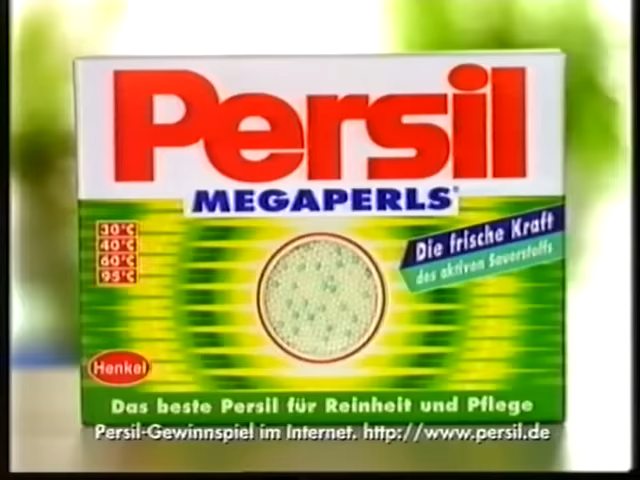 Persil
MEGAPERLS®
30°C
40°C
60°C
95°C
Die frische Kraft
des aktiven Sauerstoffs
Henkel
Das beste Persil für Reinheit und Pflege
Persil-Gewinnspiel im Internet. http://www.persil.de